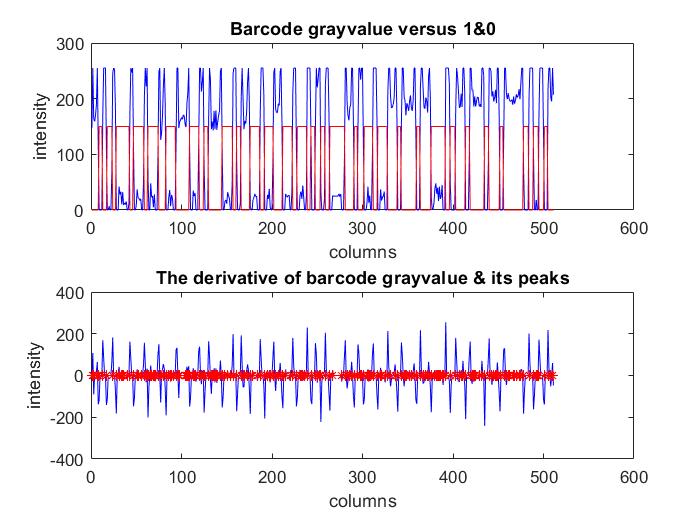 Barcode grayvalue versus 1&0
300
200
100
0
intensity
0 100 200 300 400 500 600
columns
The derivative of barcode grayvalue & its peaks
400
200
0
-200
-400
intensity
0 100 200 300 400 500 600
columns